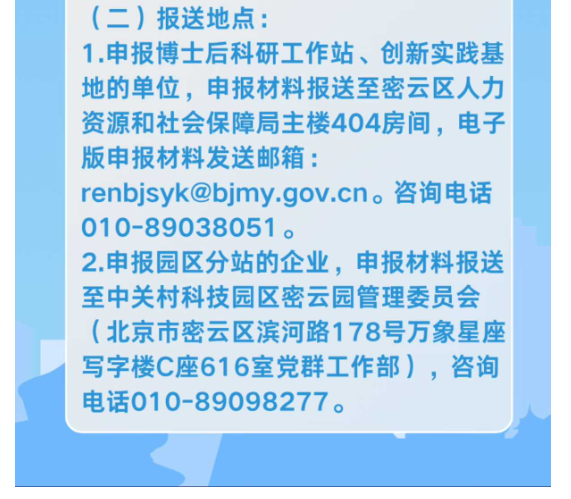 （二）报送地点：
1.申报博士后科研工作站、创新实践基
地的单位，申报材料报送至密云区人力
资源和社会保障局主楼404房间，电子
版申报材料发送邮箱：
renbjsyk@bjmy.gov.cn。咨询电话
010-89038051。
2.申报园区分站的企业，申报材料报送
至中关村科技园区密云园管理委员会
（北京市密云区滨河路178号万象星座
写字楼C座616室党群工作部），咨询
电话010-89098277。